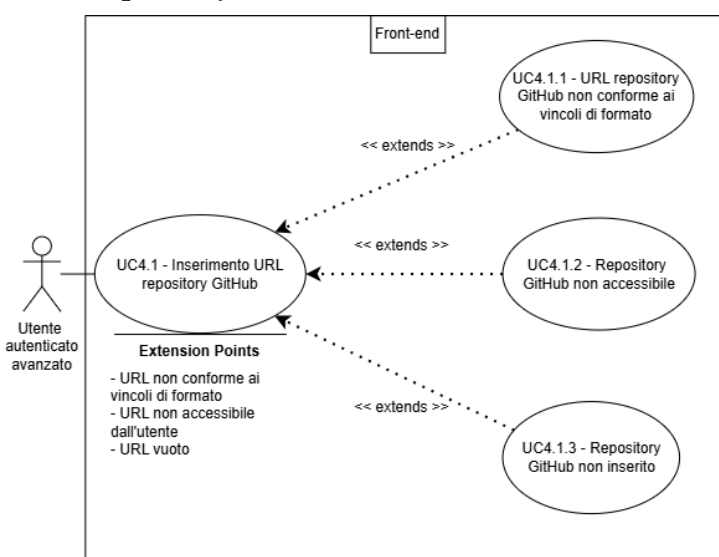 Front-end
UC4.1.1 - URL repository
GitHub non conforme ai
vincoli di formato
<< extends >>
UC4.1 - Inserimento URL
repository GitHub
<< extends >>
UC4.1.2 - Repository
GitHub non accessibile
Utente
autenticato
avanzato
Extension Points
- URL non conforme ai
vincoli di formato
- URL non accessibile
dall'utente
- URL vuoto
<< extends >>
UC4.1.3 - Repository
GitHub non inserito